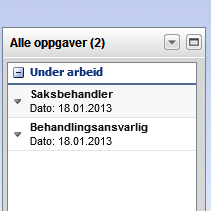 Alle oppgaver (2)
Under arbeid
Saksbehandler
Dato: 18.01.2013
Behandlingsansvarlig
Dato: 18.01.2013